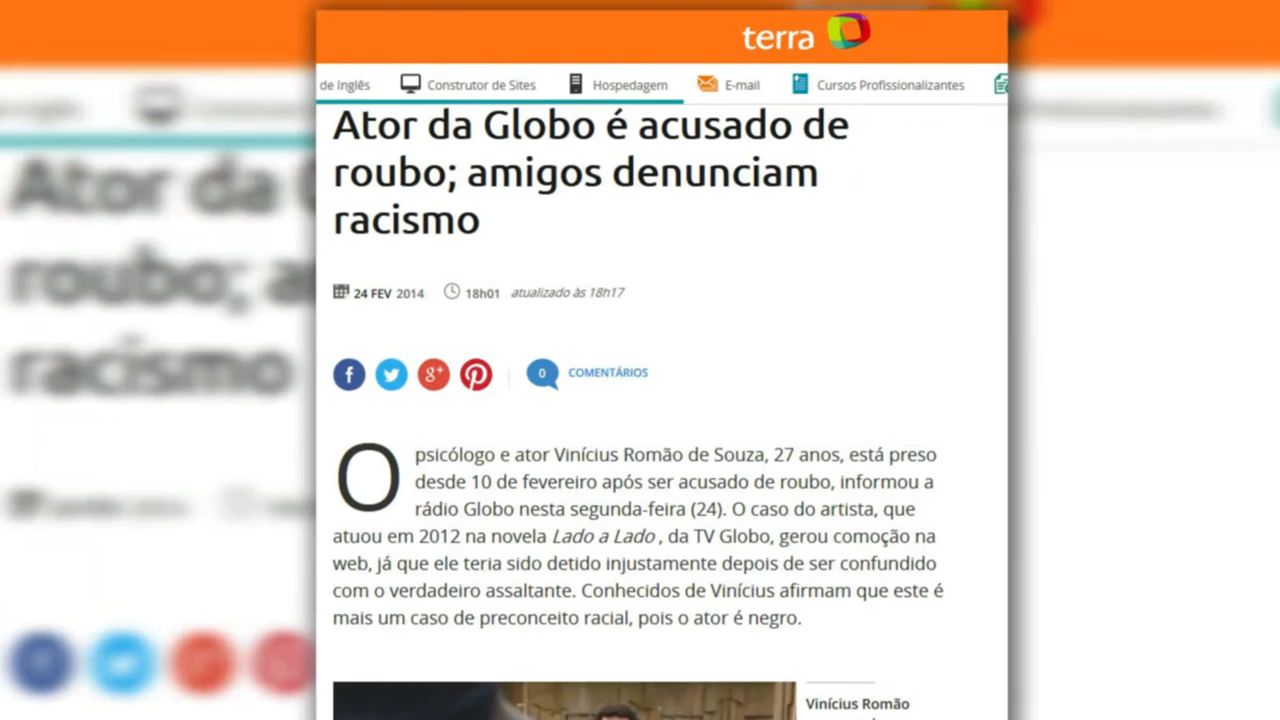 terra
de Inglês Construtor de Sites Hospedagem E-mail Cursos Profissionalizantes
Ator da Globo é acusado de
roubo; amigos denunciam
racismo
24 FEV 2014 18h01 atualizado às 18h17
0 COMENTÁRIOS
O psicólogo e ator Vinícius Romão de Souza, 27 anos, está preso
desde 10 de fevereiro após ser acusado de roubo, informou a
rádio Globo nesta segunda-feira (24). O caso do artista, que
atuou em 2012 na novela Lado a Lado , da TV Globo, gerou comoção na
web, já que ele teria sido detido injustamente depois de ser confundido
com o verdadeiro assaltante. Conhecidos de Vinícius afirmam que este é
mais um caso de preconceito racial, pois o ator é negro.
Vinícius Romão